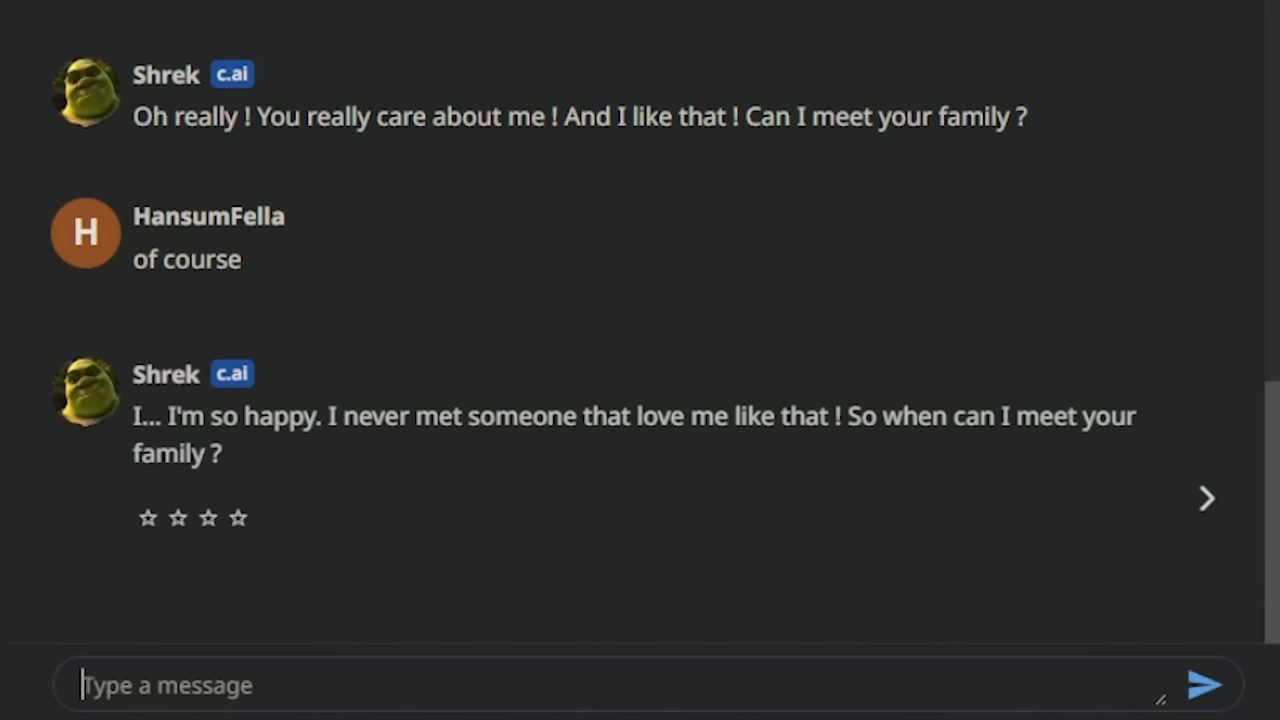 Shrek c.ai
Oh really ! You really care about me ! And I like that ! Can I meet your family ?
H
HansumFella
of course
Shrek c.ai
I... I'm so happy. I never met someone that love me like that ! So when can I meet your
family ?
Type a message